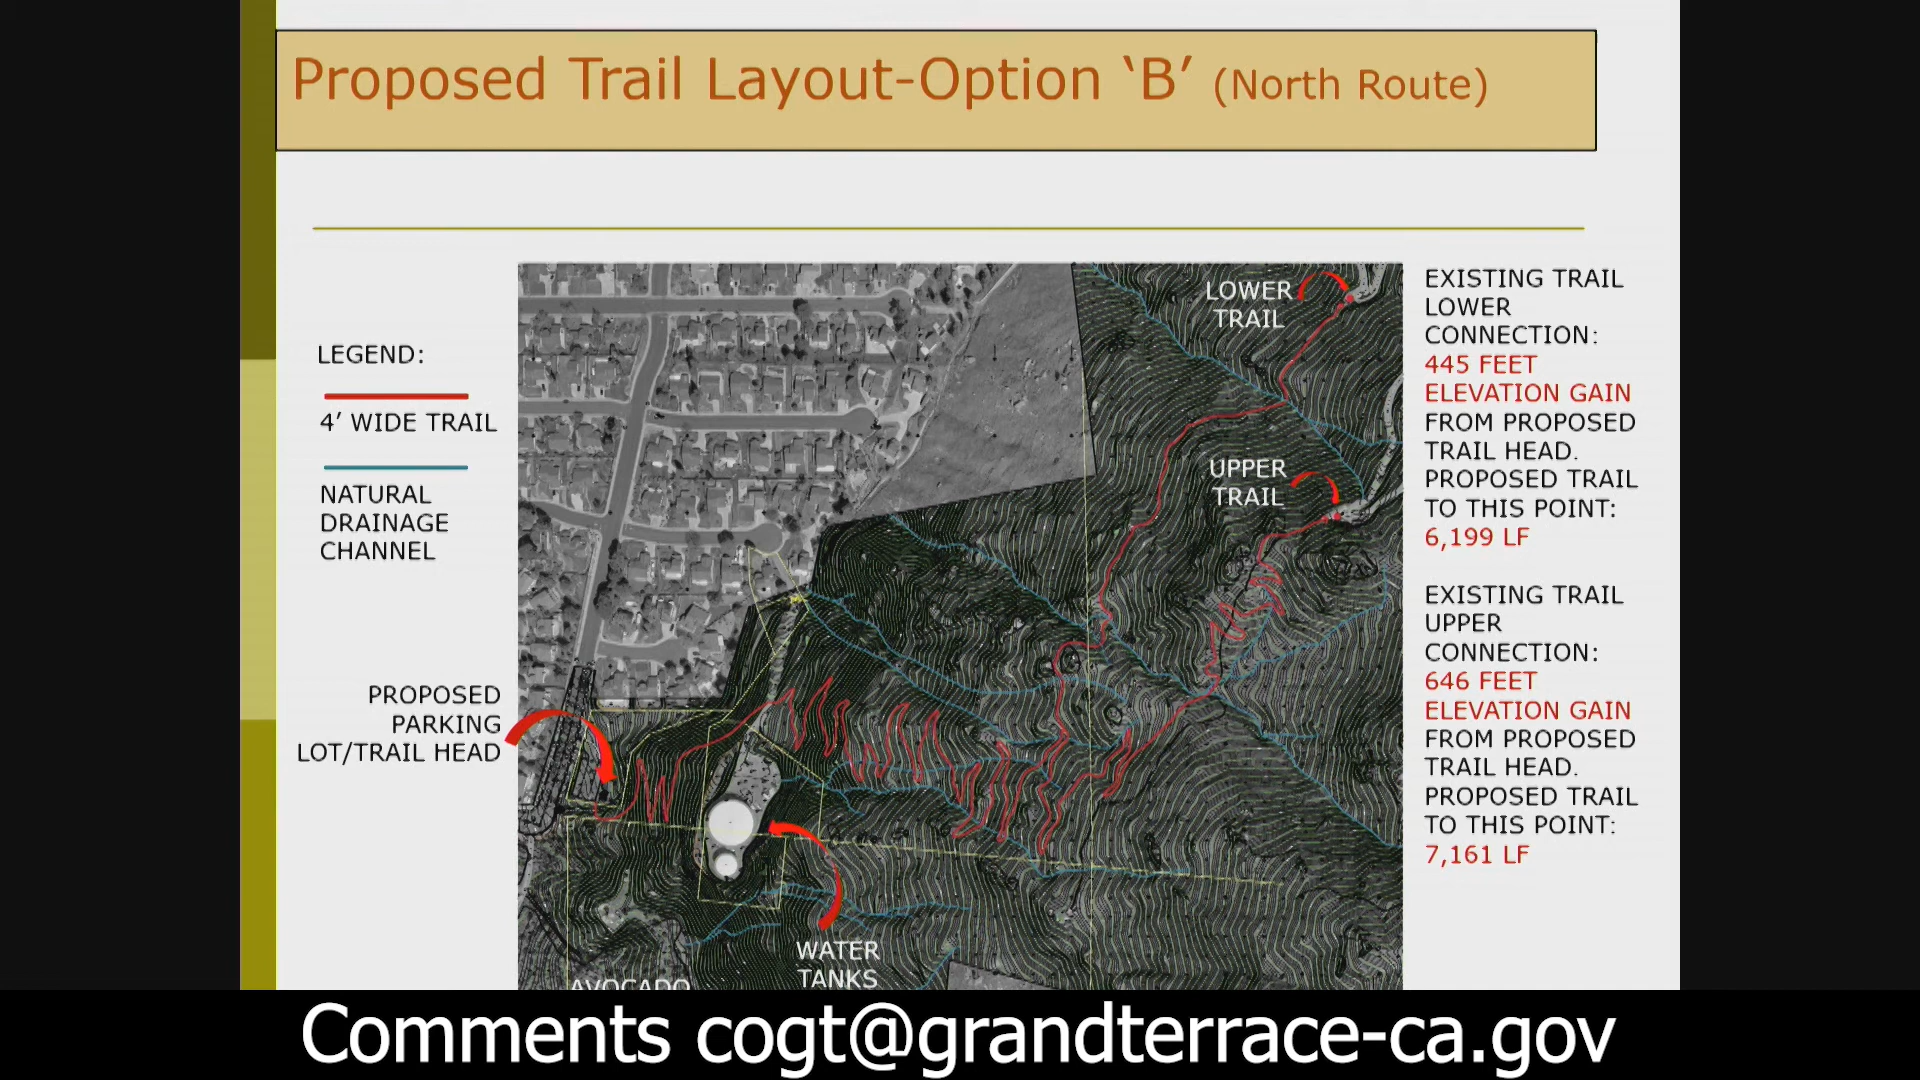 Proposed Trail Layout-Option ‘B’ (North Route)
LEGEND:
4’ WIDE TRAIL
NATURAL
DRAINAGE
CHANNEL
PROPOSED
PARKING
LOT/TRAIL HEAD
LOWER
TRAIL
UPPER
TRAIL
WATER
TANKS
AVOCADO
EXISTING TRAIL
LOWER
CONNECTION:
445 FEET
ELEVATION GAIN
FROM PROPOSED
TRAIL HEAD.
PROPOSED TRAIL
TO THIS POINT:
6,199 LF
EXISTING TRAIL
UPPER
CONNECTION:
646 FEET
ELEVATION GAIN
FROM PROPOSED
TRAIL HEAD.
PROPOSED TRAIL
TO THIS POINT:
7,161 LF
Comments cogt@grandterrace-ca.gov